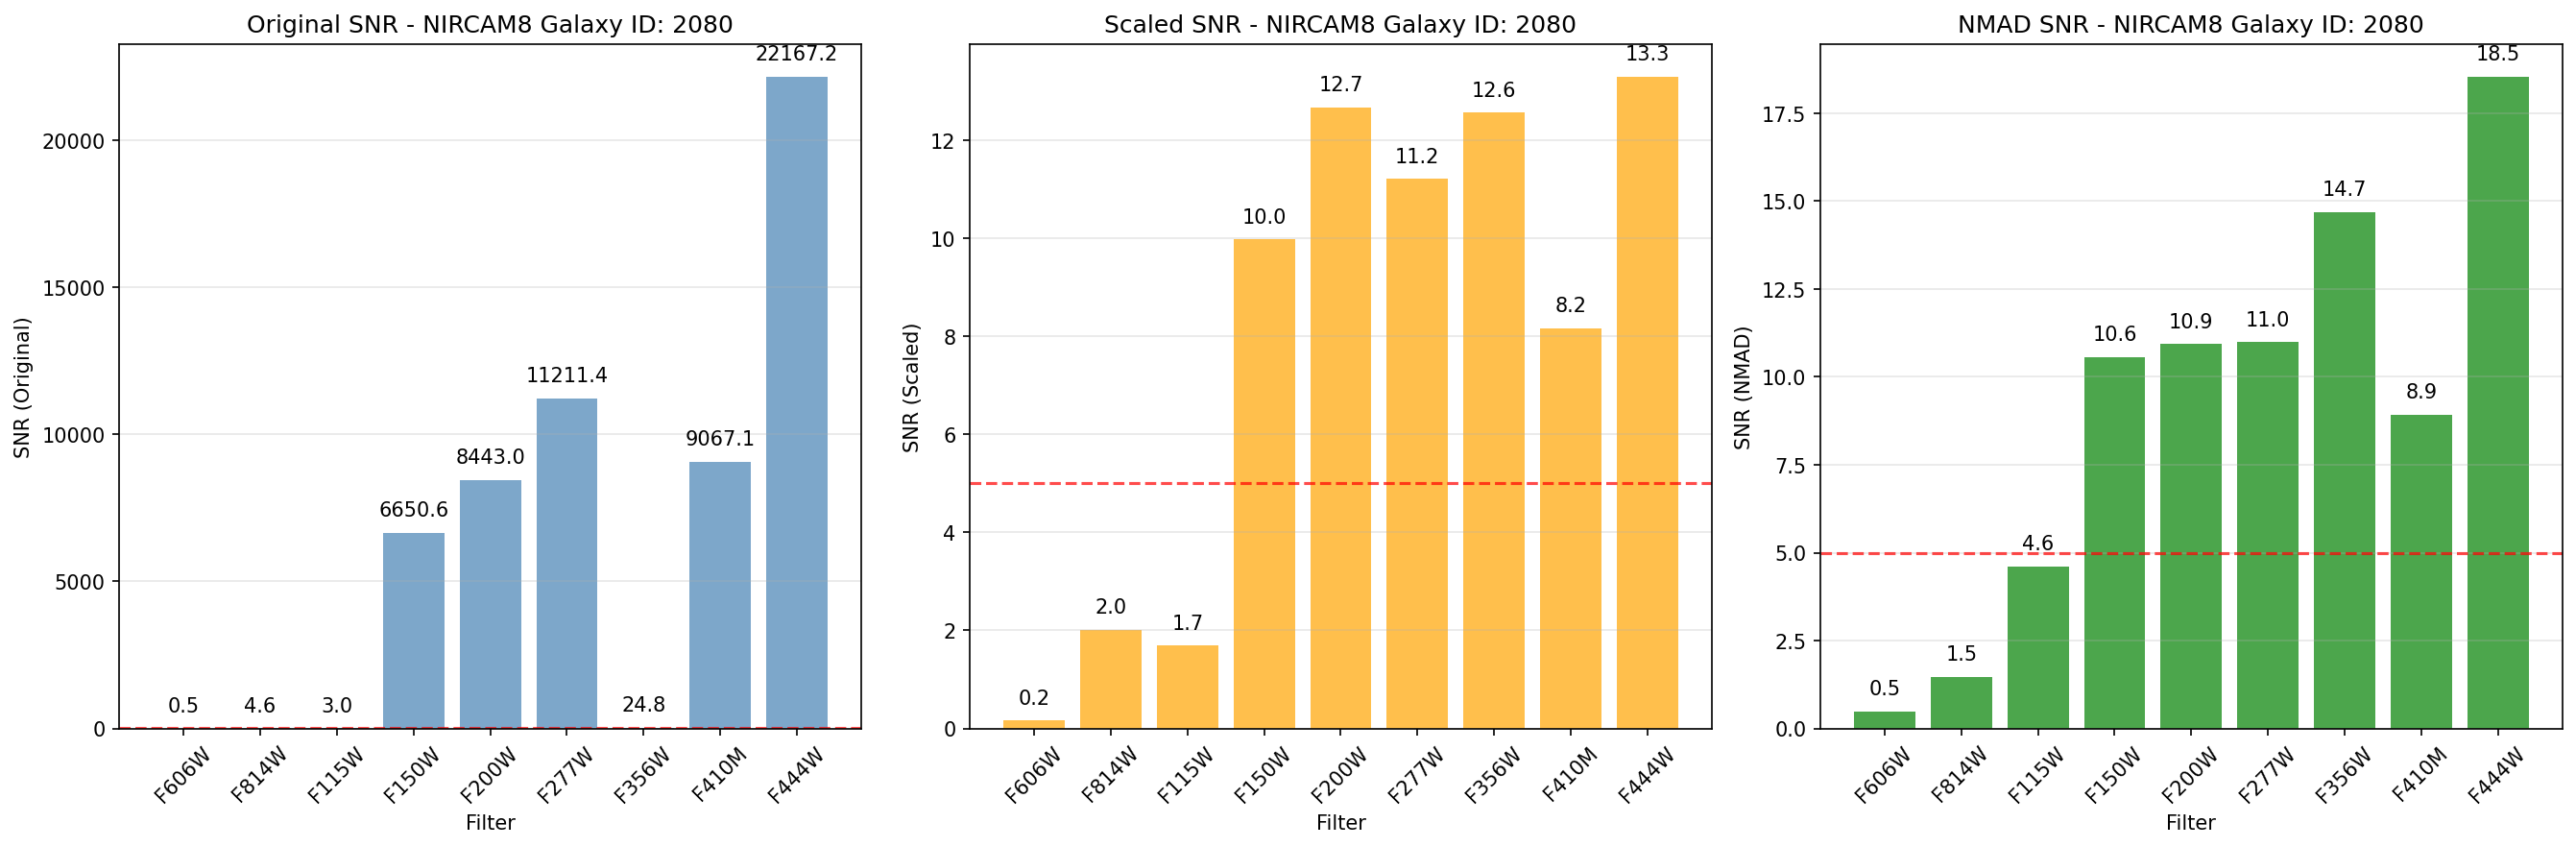 Original SNR - NIRCAM8 Galaxy ID: 2080
SNR (Original)
20000
15000
10000
5000
0
0.5
4.6
3.0
6650.6
8443.0
11211.4
24.8
9067.1
22167.2
F606W
F814W
F115W
F150W
F200W
F277W
F356W
F410M
F444W
Filter
Scaled SNR - NIRCAM8 Galaxy ID: 2080
SNR (Scaled)
12
10
8
6
4
2
0
0.2
2.0
1.7
10.0
12.7
11.2
12.6
8.2
13.3
F606W
F814W
F115W
F150W
F200W
F277W
F356W
F410M
F444W
Filter
NMAD SNR - NIRCAM8 Galaxy ID: 2080
SNR (NMAD)
17.5
15.0
12.5
10.0
7.5
5.0
2.5
0.0
0.5
1.5
4.6
10.6
10.9
11.0
14.7
8.9
18.5
F606W
F814W
F115W
F150W
F200W
F277W
F356W
F410M
F444W
Filter